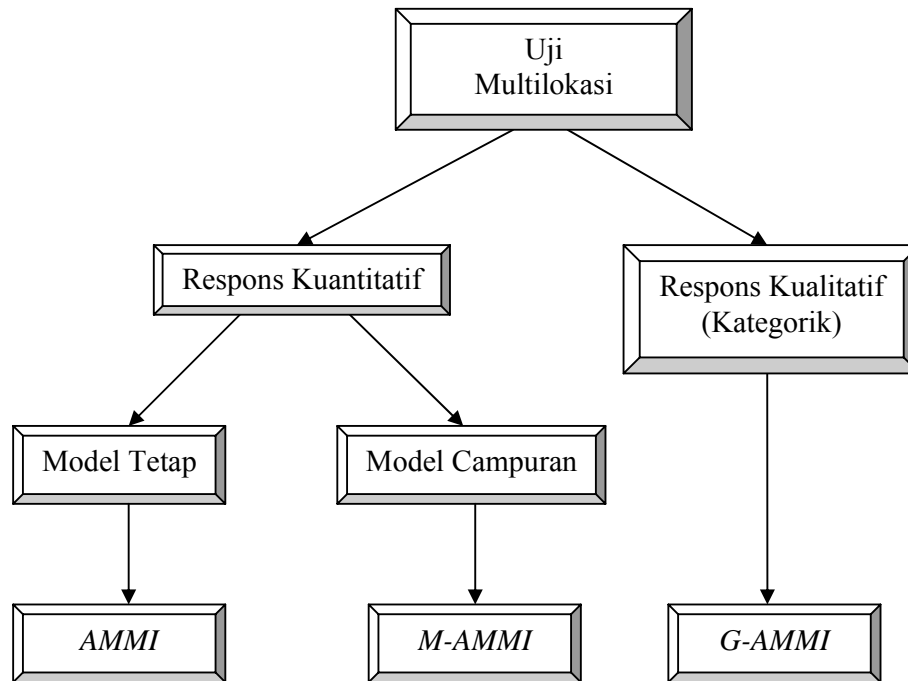 Uji
Multilokasi
Respons Kuantitatif
Respons Kualitatif
(Kategorik)
Model Tetap
Model Campuran
AMMI
M-AMMI
G-AMMI